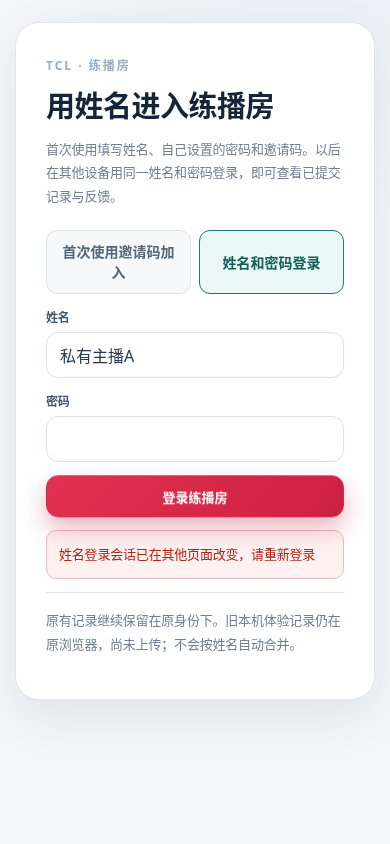 TCL · 练播房
用姓名进入练播房
首次使用填写姓名、自己设置的密码和邀请码。以后
在其他设备用同一姓名和密码登录，即可查看已提交
记录与反馈。
首次使用邀请码加
入
姓名和密码登录
姓名
私有主播A
密码
登录练播房
姓名登录会话已在其他页面改变，请重新登录
原有记录继续保留在原身份下。旧本机体验记录仍在
原浏览器，尚未上传；不会按姓名自动合并。